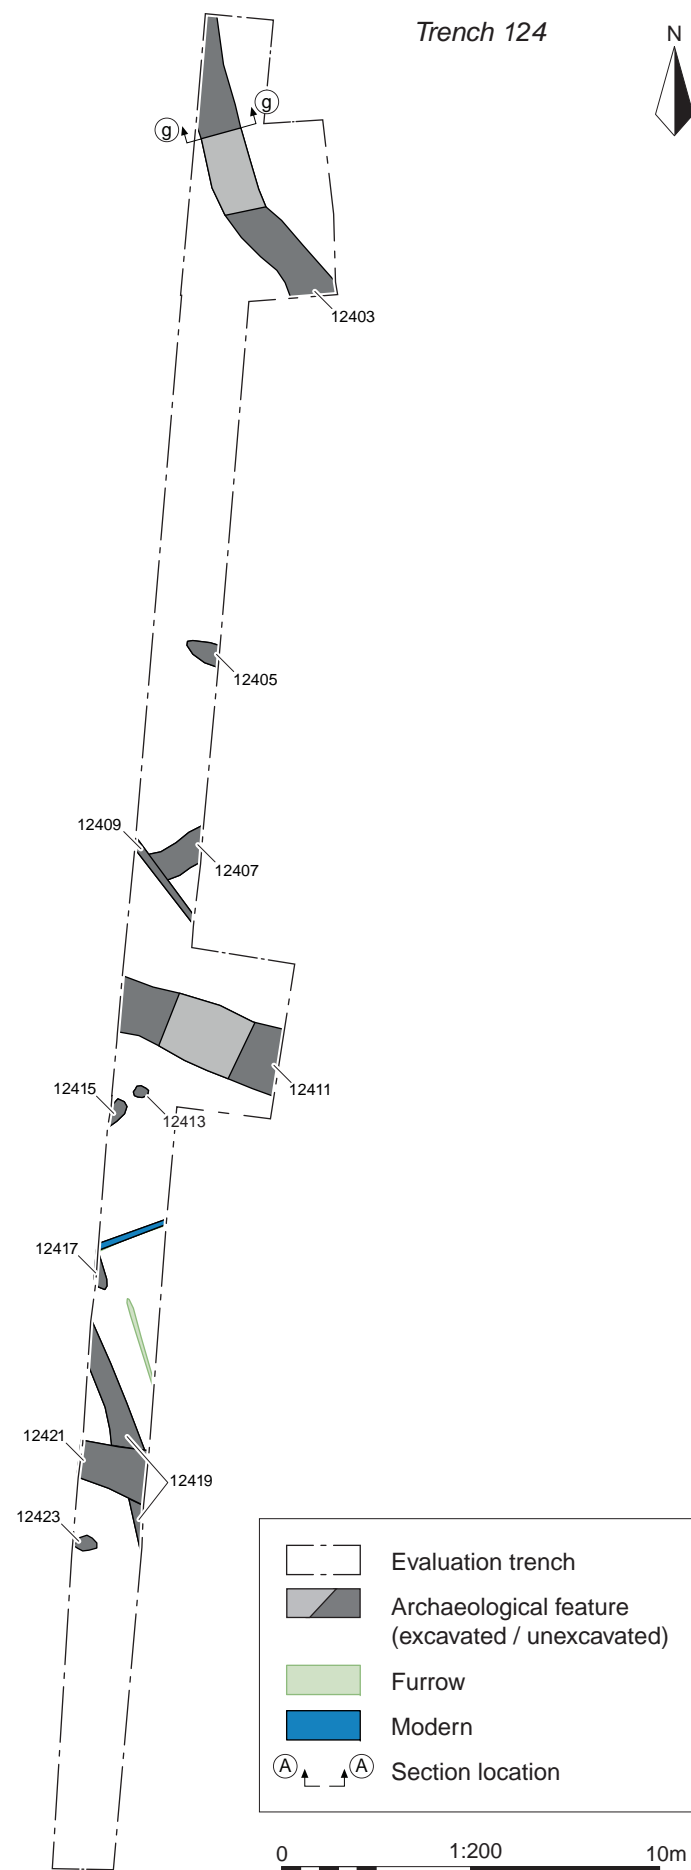 Trench 124
N
g
g
12403
12405
12409
12407
12411
12415
12413
12417
12421
12419
12423
Evaluation trench
Archaeological feature
(excavated / unexcavated)
Furrow
Modern
A A
Section location
0 1:200 10m